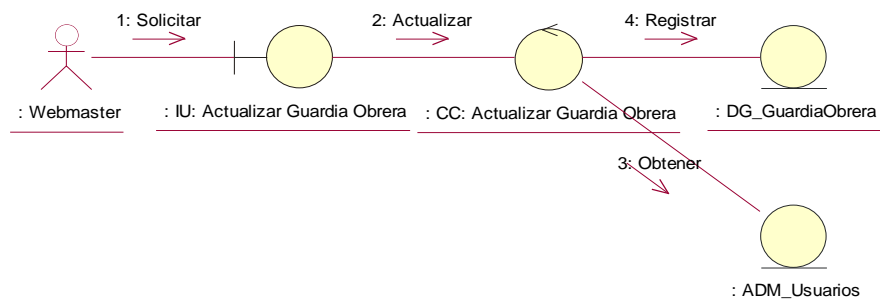 1: Solicitar
2: Actualizar
4: Registrar
: Webmaster
: IU: Actualizar Guardia Obrera
: CC: Actualizar Guardia Obrera
: DG_GuardiaObrera
3: Obtener
: ADM_Usuarios